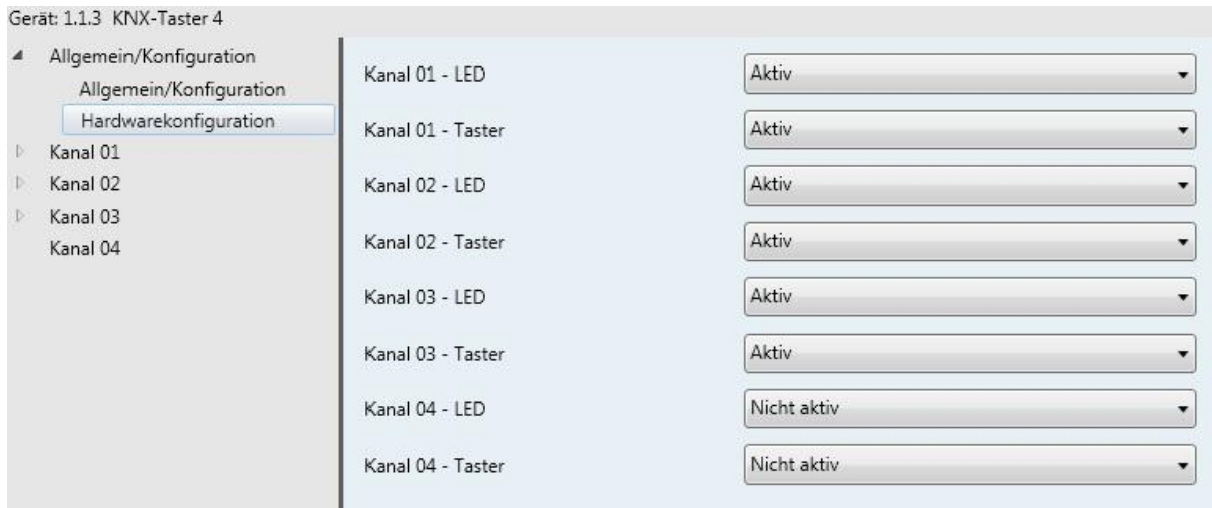 Gerät: 1.1.3 KNX-Taster 4
Allgemein/Konfiguration
Allgemein/Konfiguration
Hardwarekonfiguration
Kanal 01
Kanal 02
Kanal 03
Kanal 04
Kanal 01 - LED Aktiv
Kanal 01 - Taster Aktiv
Kanal 02 - LED Aktiv
Kanal 02 - Taster Aktiv
Kanal 03 - LED Aktiv
Kanal 03 - Taster Aktiv
Kanal 04 - LED Nicht aktiv
Kanal 04 - Taster Nicht aktiv